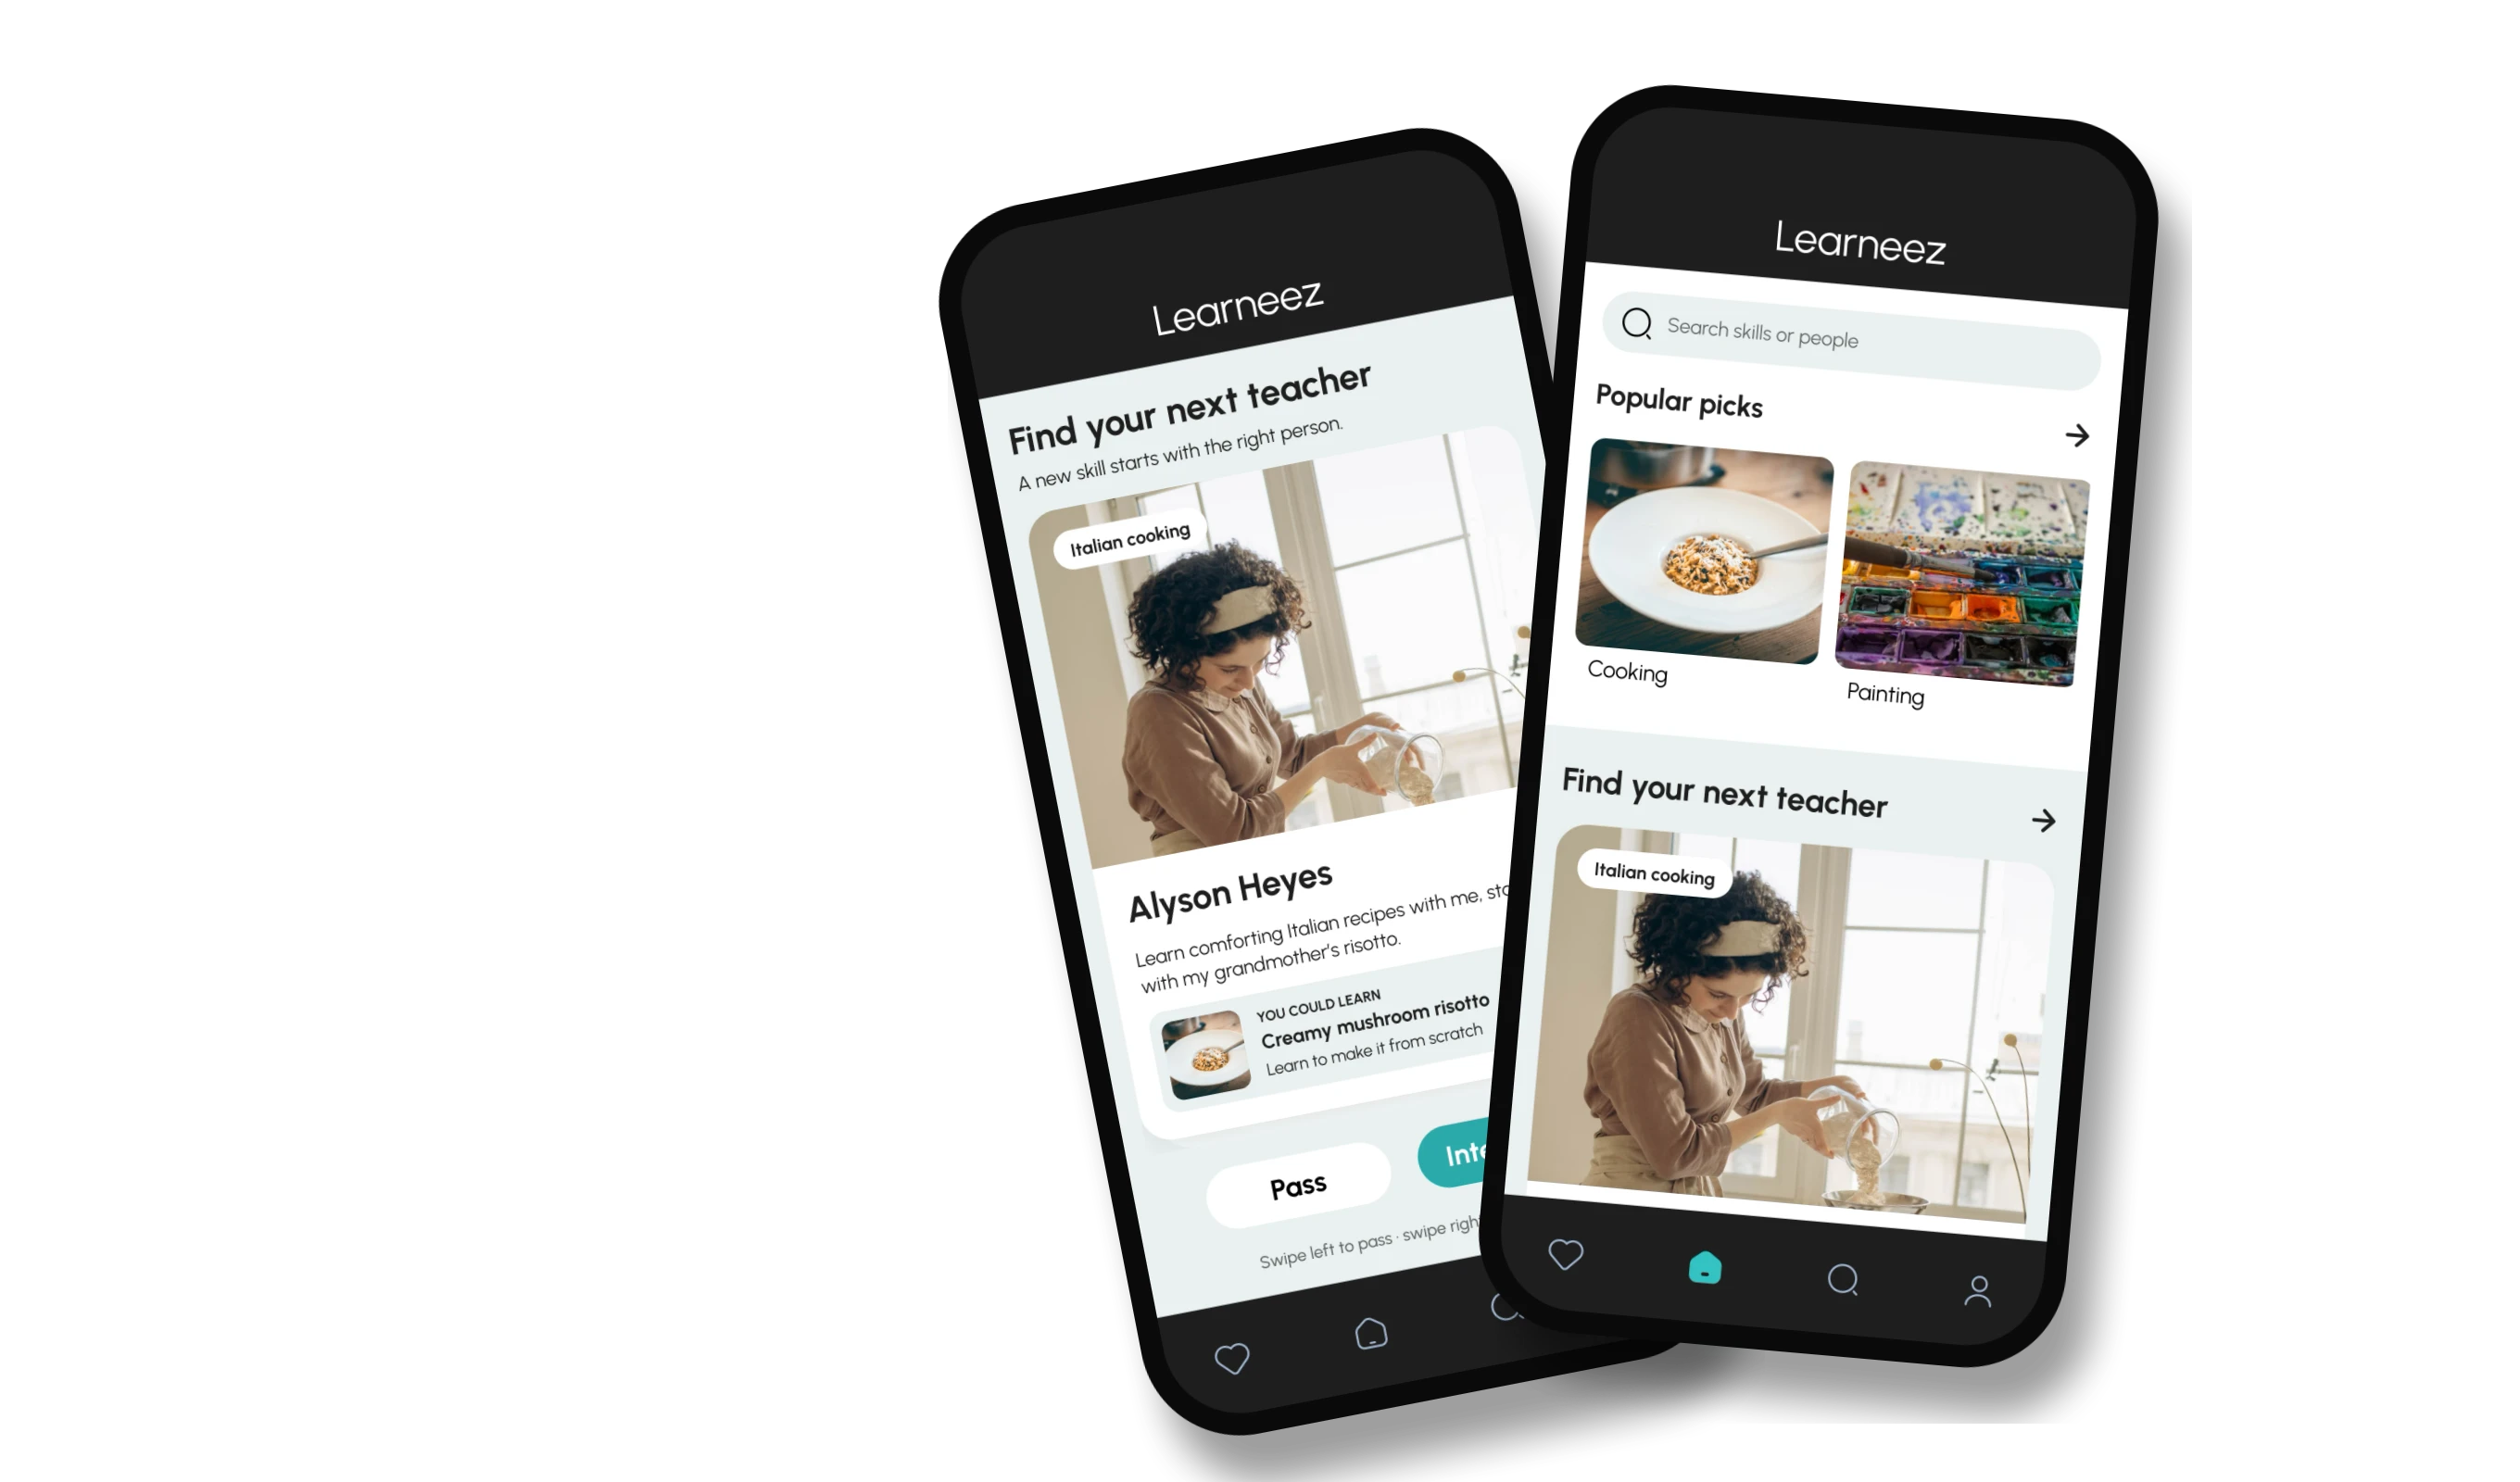 Learneez
Find your next teacher
A new skill starts with the right person.
Italian cooking
Alyson Heyes
Learn comforting Italian recipes with me,
with my grandmother's risotto.
YOU COULD LEARN
Creamy mushroom risotto
Learn to make it from scratch
Pass
Swipe left to pass · swipe
Learneez
Search skills or people
Popular picks
Cooking
Painting
Find your next teacher
Italian cooking